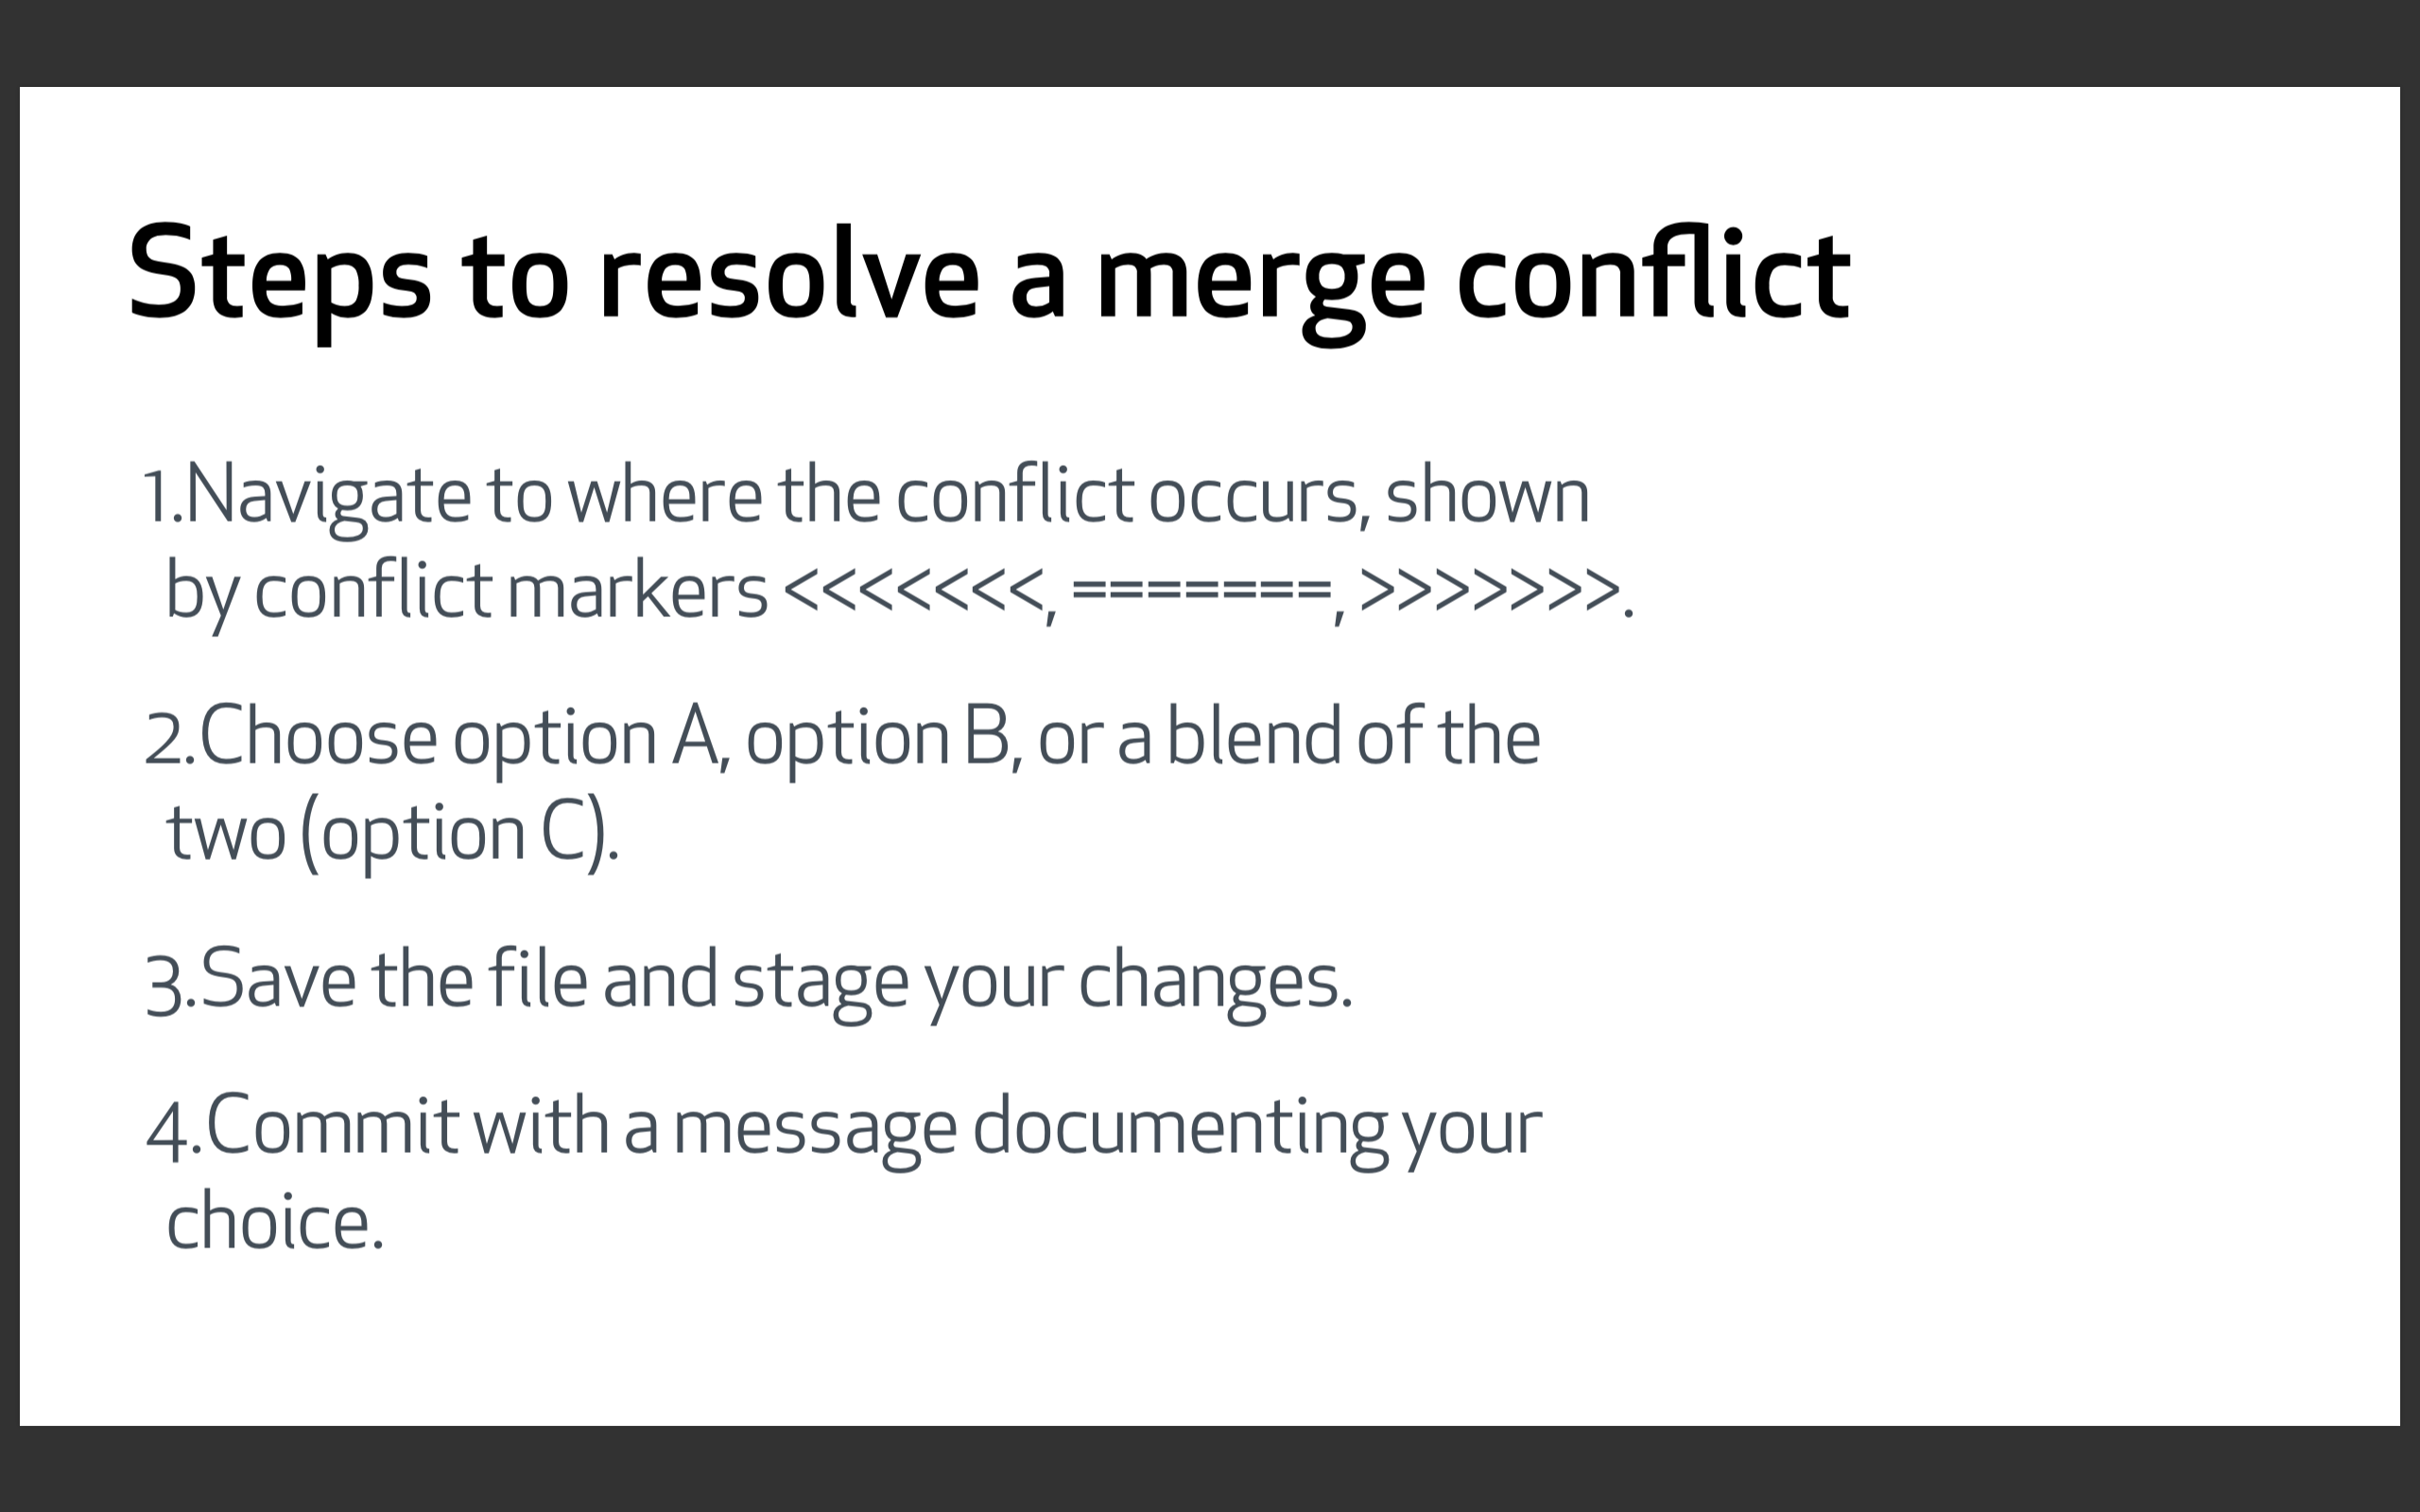 Steps to resolve a merge conflict
1.Navigate to where the conflict occurs, shown
by conflict markers <<<<<<<, =======, >>>>>>>.
2.Choose option A, option B, or a blend of the
two (option C).
3.Save the file and stage your changes.
4.Commit with a message documenting your
choice.